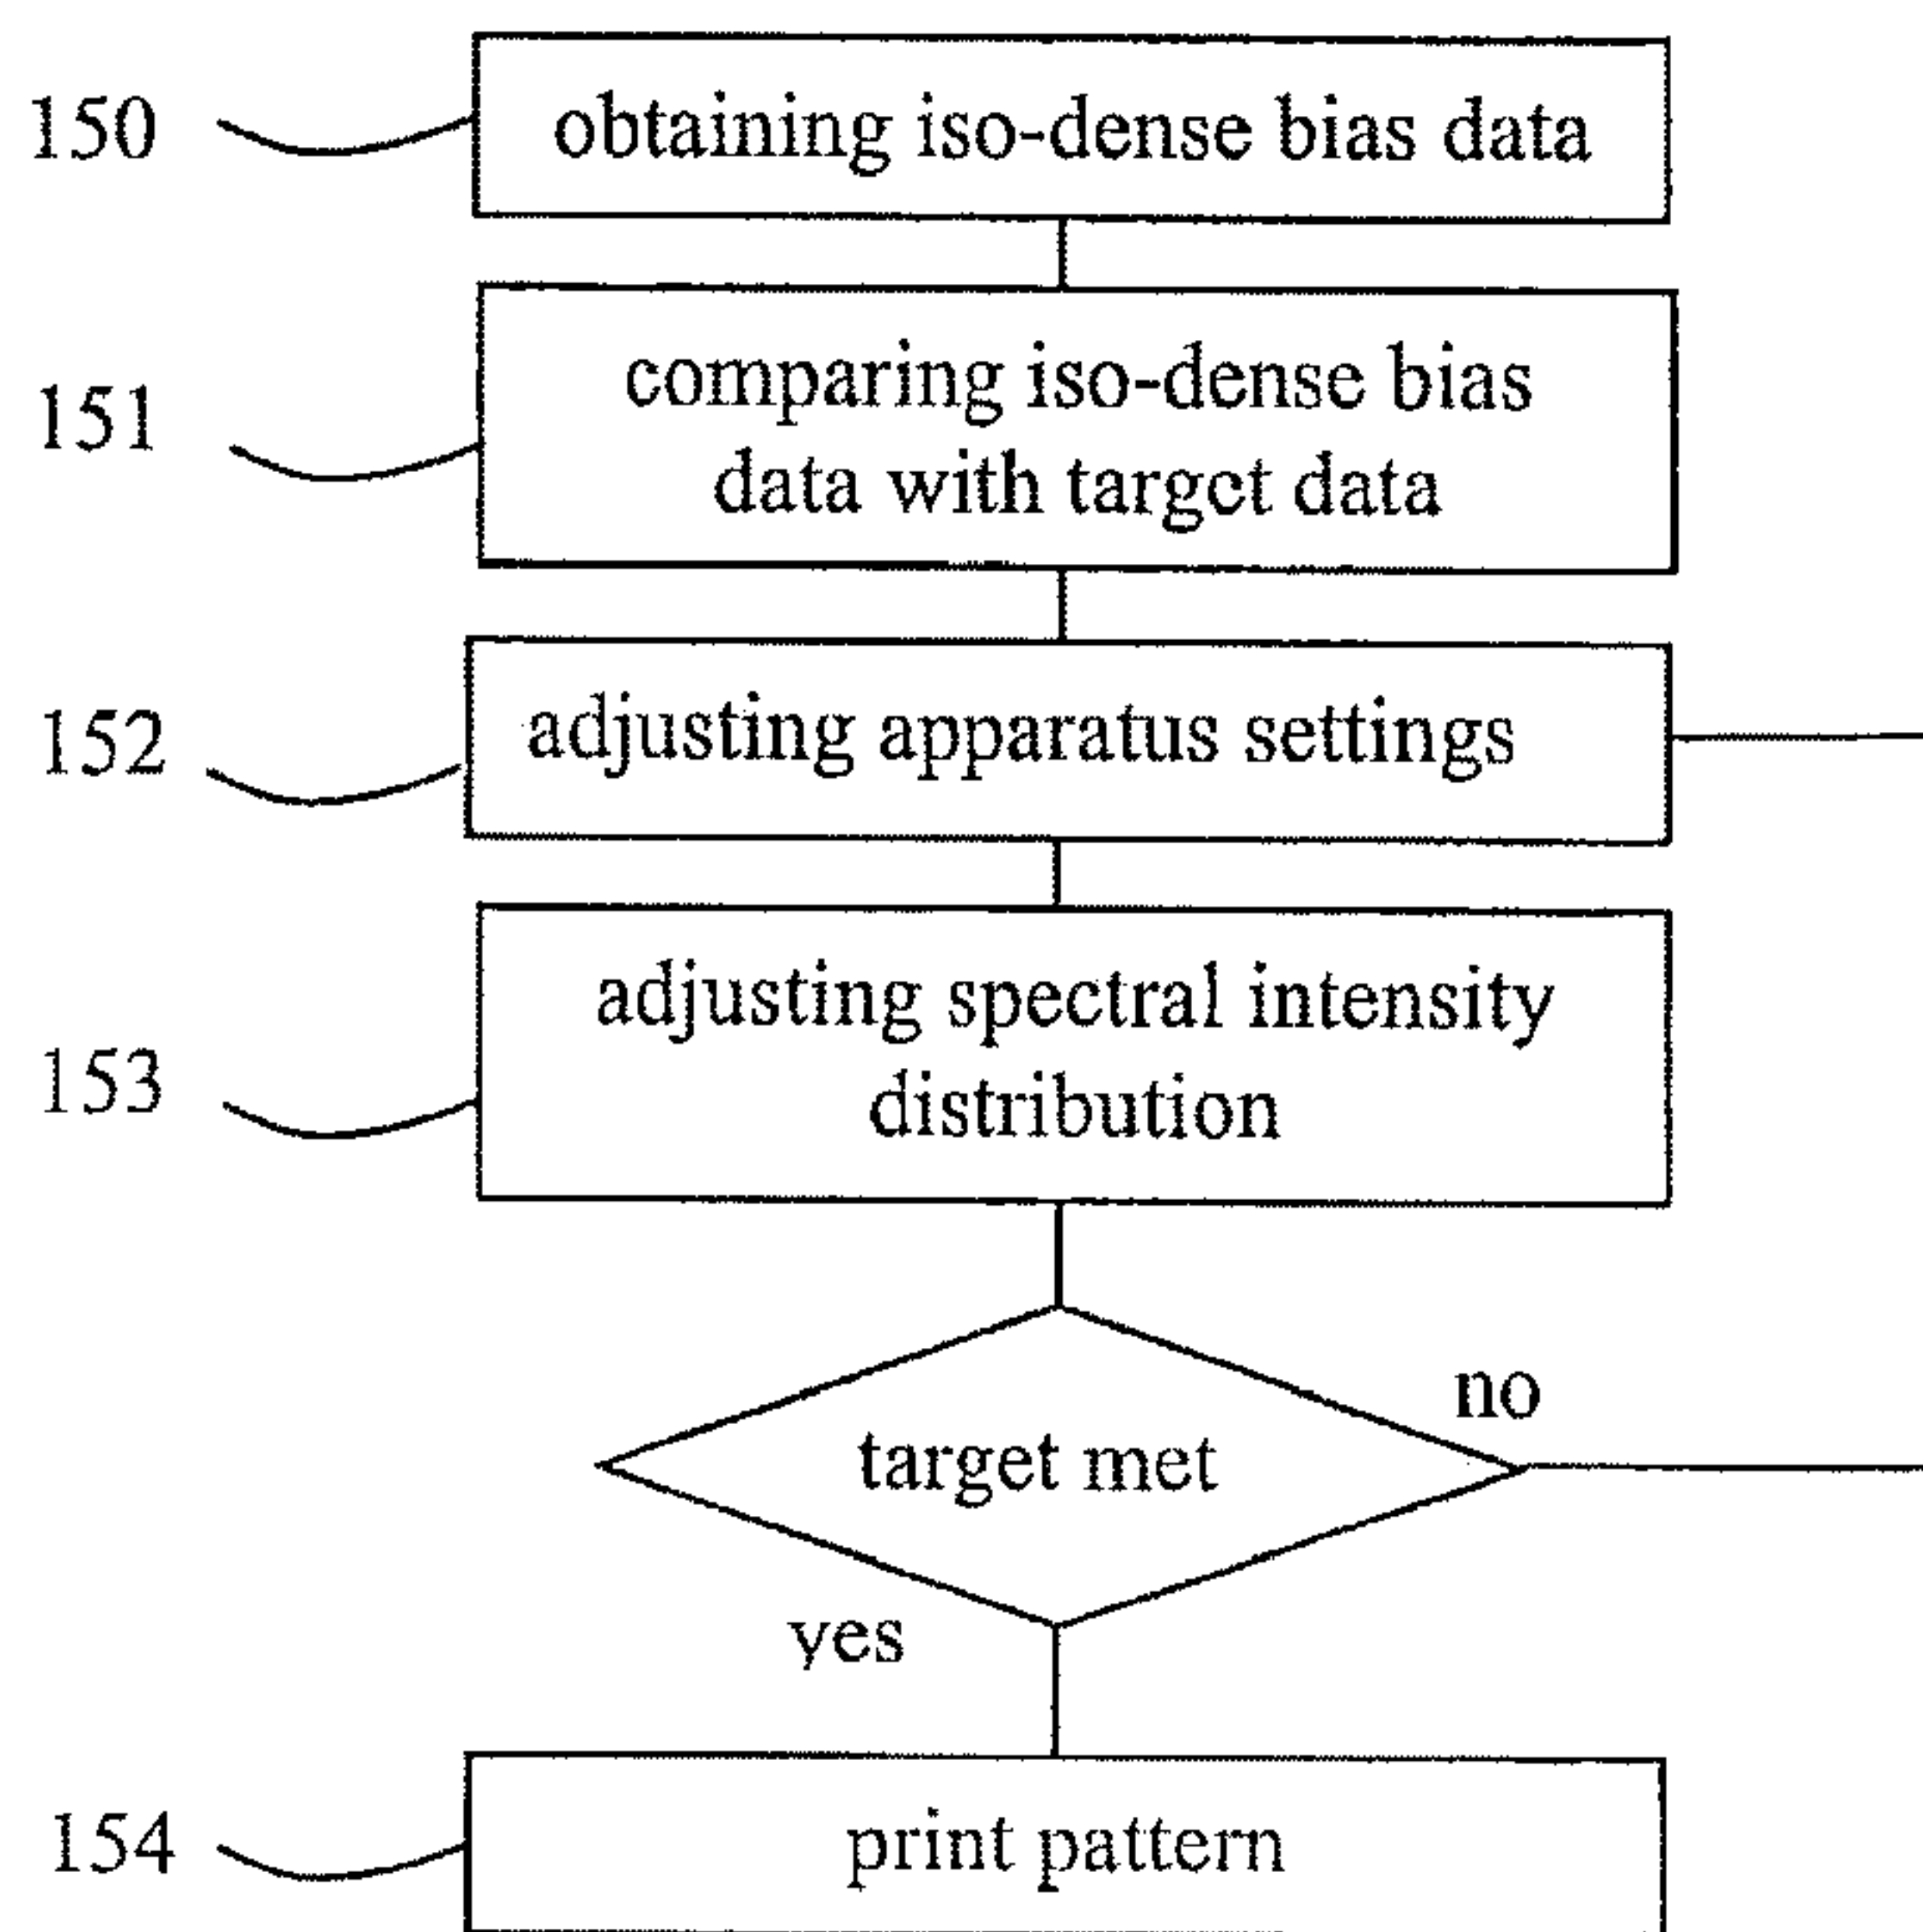 150
obtaining iso-dense bias data
151
comparing iso-dense bias
data with target data
152
adjusting apparatus settings
153
adjusting spectral intensity
distribution
no
target met
yes
154
print pattern